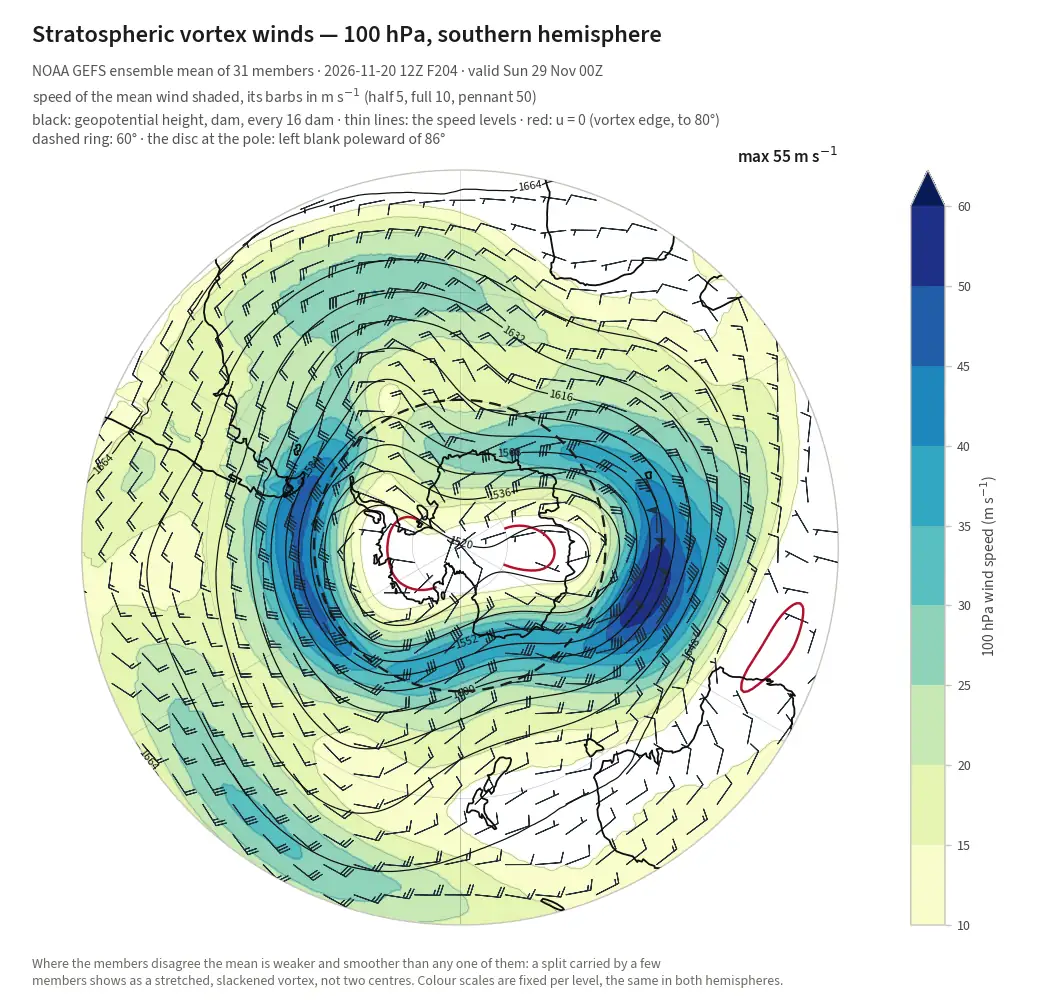 Stratospheric vortex winds — 100 hPa, southern hemisphere
NOAA GEFS ensemble mean of 31 members · 2026-11-20 12Z F204 · valid Sun 29 Nov 00Z
speed of the mean wind shaded, its barbs in m s⁻¹ (half 5, full 10, pennant 50)
black: geopotential height, dam, every 16 dam · thin lines: the speed levels · red: u = 0 (vortex edge, to 80°)
dashed ring: 60° · the disc at the pole: left blank poleward of 86°
max 55 m s⁻¹
1664
1632
1616
1664
1536
1520
1552
1648
1664
60
50
45
40
35
30
25
20
15
10
100 hPa wind speed (m s⁻¹)
Where the members disagree the mean is weaker and smoother than any one of them: a split carried by a few
members shows as a stretched, slackened vortex, not two centres. Colour scales are fixed per level, the same in both hemispheres.